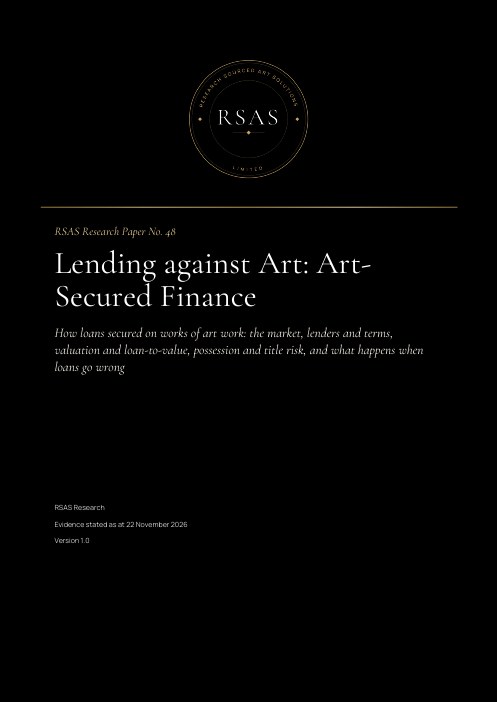 RESEARCH SOURCED ART SOLUTIONS
RSAS
LIMITED
RSAS Research Paper No. 48
Lending against Art: Art-
Secured Finance
How loans secured on works of art work: the market, lenders and terms,
valuation and loan-to-value, possession and title risk, and what happens when
loans go wrong
RSAS Research
Evidence stated as at 22 November 2026
Version 1.0